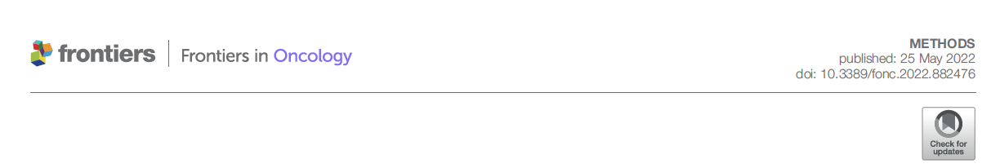 frontiers | Frontiers in Oncology
METHODS
published: 25 May 2022
doi: 10.3389/fonc.2022.882476
Check for
updates